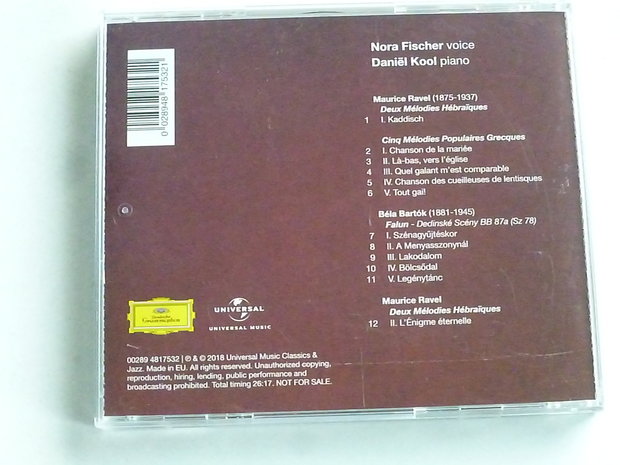 Nora Fischer voice
Daniël Kool piano
Maurice Ravel (1875-1937)
Deux Mélodies Hébraïques
1 I. Kaddisch
Cinq Mélodies Populaires Grecques
2 I. Chanson de la mariée
3 II. Là-bas, vers l'église
4 III. Quel galant m'est comparable
5 IV. Chanson des cueilleuses de lentisques
6 V. Tout gai!
Béla Bartók (1881-1945)
Falun - Dedinské Scény BB 87a (Sz 78)
7 I. Szénagyűjtéskor
8 II. A Menyasszonynál
9 III. Lakodalom
10 IV. Bölcsődal
11 V. Legénytánc
Maurice Ravel
Deux Mélodies Hébraïques
12 II. L'Énigme éternelle
0 028948 175321
Deutsche
Grammophon
UNIVERSAL
UNIVERSAL MUSIC
00289 4817532 | ℗ & © 2018 Universal Music Classics &
Jazz. Made in EU. All rights reserved. Unauthorized copying,
reproduction, hiring, lending, public performance and
broadcasting prohibited. Total timing 26:17. NOT FOR SALE.